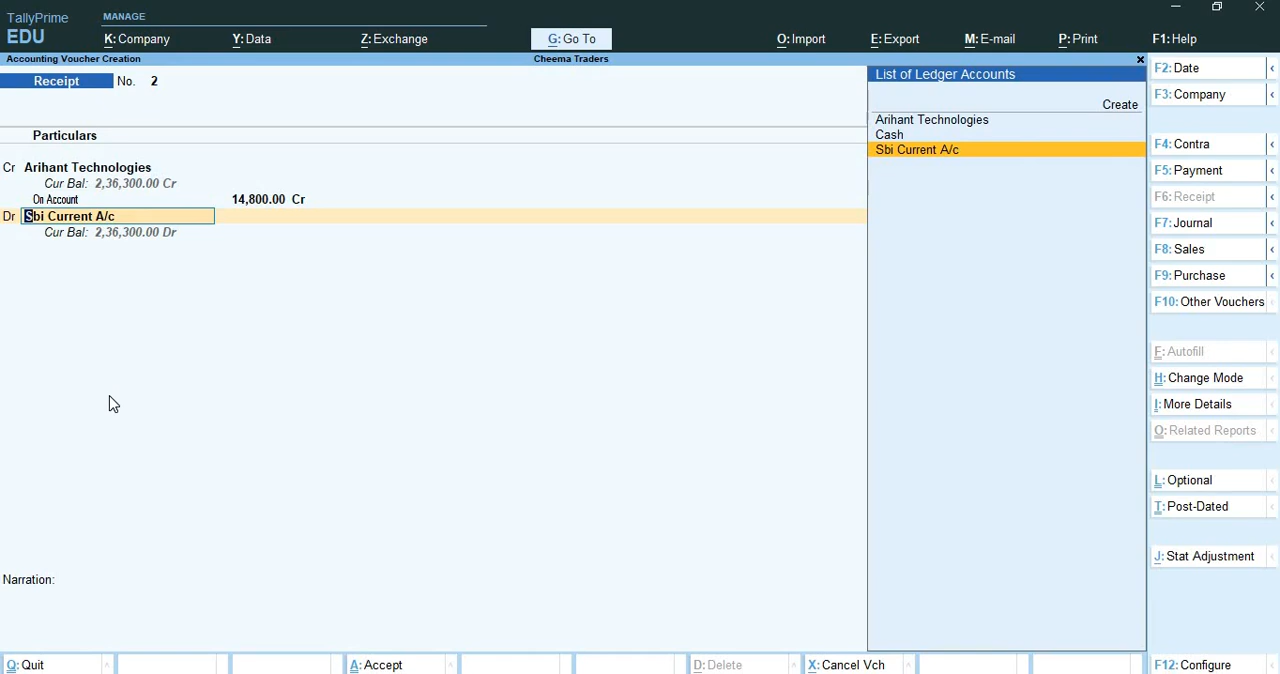 TallyPrime
EDU
MANAGE
K:Company Y:Data Z:Exchange G:Go To O:Import E:Export M:E-mail P:Print F1:Help
Accounting Voucher Creation Cheema Traders
Receipt No. 2
Particulars
Cr Arihant Technologies
Cur Bal: 2,36,300.00 Cr
On Account 14,800.00 Cr
Dr Sbi Current A/c
Cur Bal: 2,36,300.00 Dr
Narration:
List of Ledger Accounts
Create
Arihant Technologies
Cash
Sbi Current A/c
F2:Date
F3:Company
F4:Contra
F5:Payment
F6:Receipt
F7:Journal
F8:Sales
F9:Purchase
F10:Other Vouchers
F:Autofill
H:Change Mode
I:More Details
O:Related Reports
L:Optional
T:Post-Dated
J:Stat Adjustment
Q:Quit A:Accept D:Delete X:Cancel Vch F12:Configure